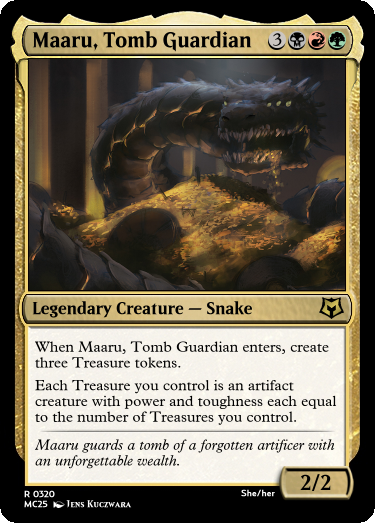 Maaru, Tomb Guardian 3
Legendary Creature — Snake
When Maaru, Tomb Guardian enters, create
three Treasure tokens.
Each Treasure you control is an artifact
creature with power and toughness each equal
to the number of Treasures you control.
Maaru guards a tomb of a forgotten artificer with
an unforgettable wealth.
2/2
R 0320 She/her
MC25 Jens Kuczwara